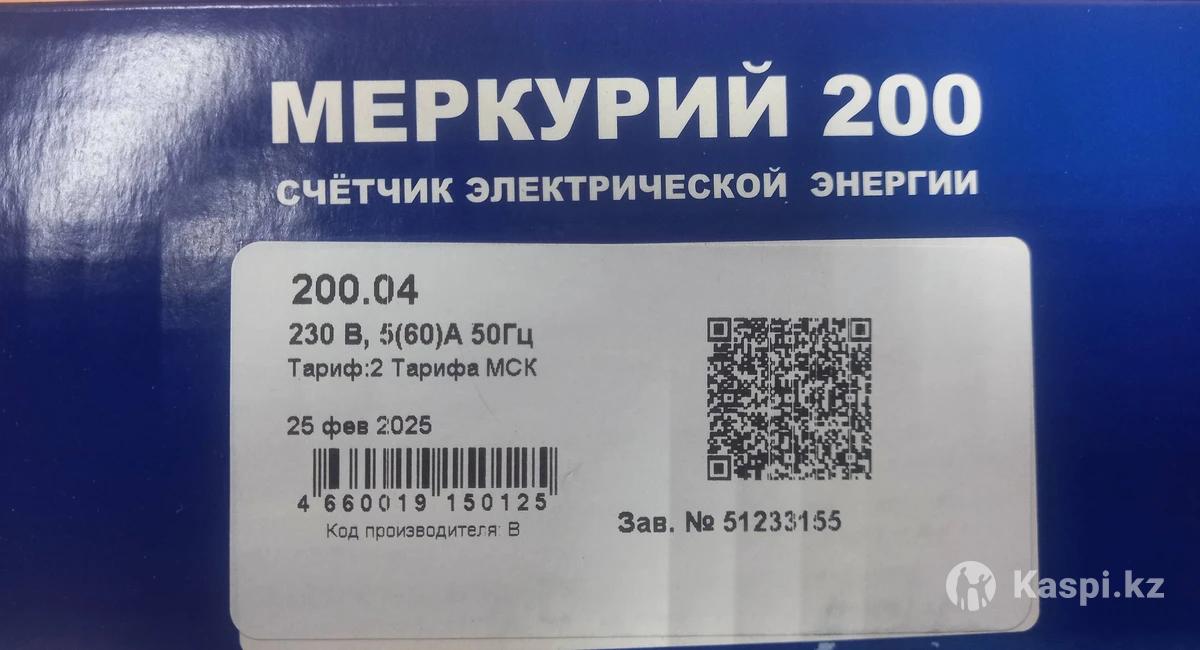 МЕРКУРИЙ 200
СЧЁТЧИК ЭЛЕКТРИЧЕСКОЙ ЭНЕРГИИ
200.04
230 В, 5(60)А 50Гц
Тариф:2 Тарифа МСК
25 фев 2025
4 660019 150125
Код производителя: В
Зав. № 51233155
Kaspi.kz